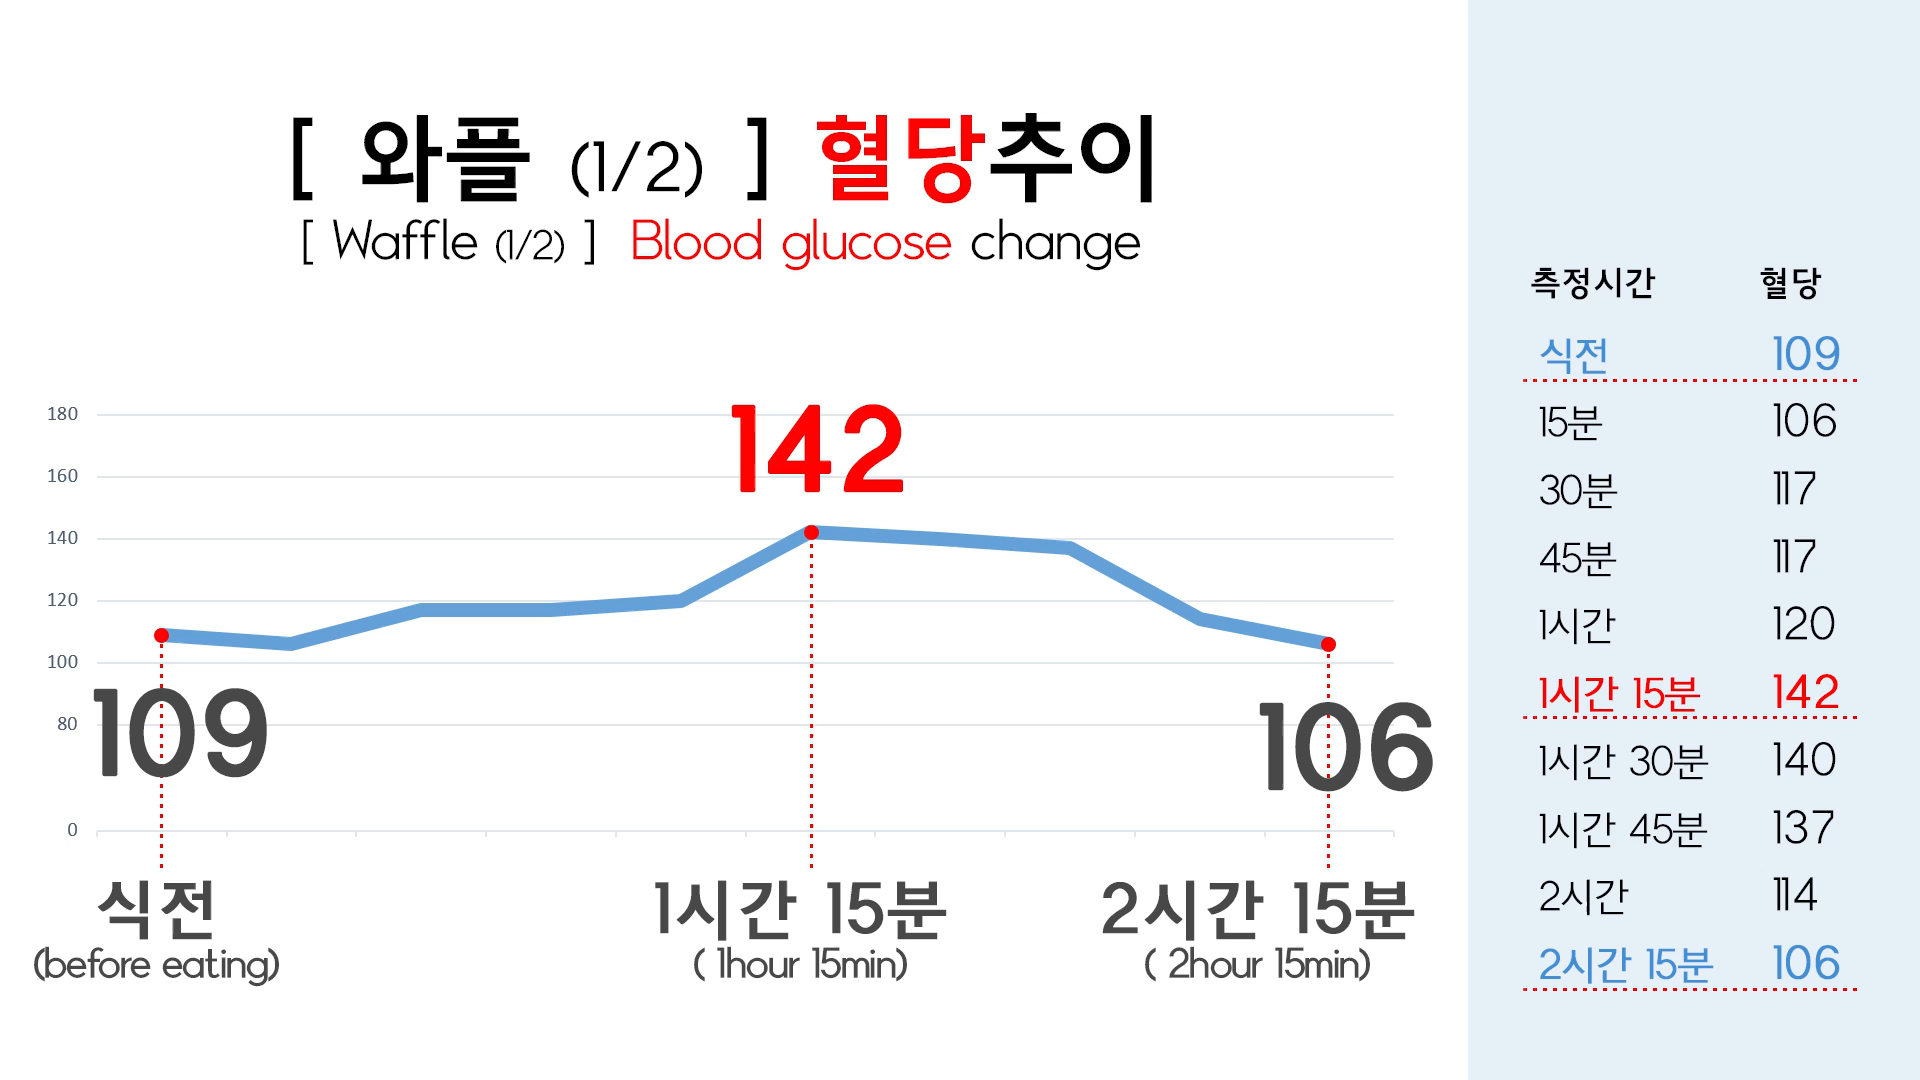 [ 와플 (1/2) ] 혈당추이
[ Waffle (1/2) ] Blood glucose change
180
160
140
120
100
80
0
142
109
106
식전
(before eating)
1시간 15분
( 1hour 15min)
2시간 15분
( 2hour 15min)
측정시간 혈당
식전 109
15분 106
30분 117
45분 117
1시간 120
1시간 15분 142
1시간 30분 140
1시간 45분 137
2시간 114
2시간 15분 106